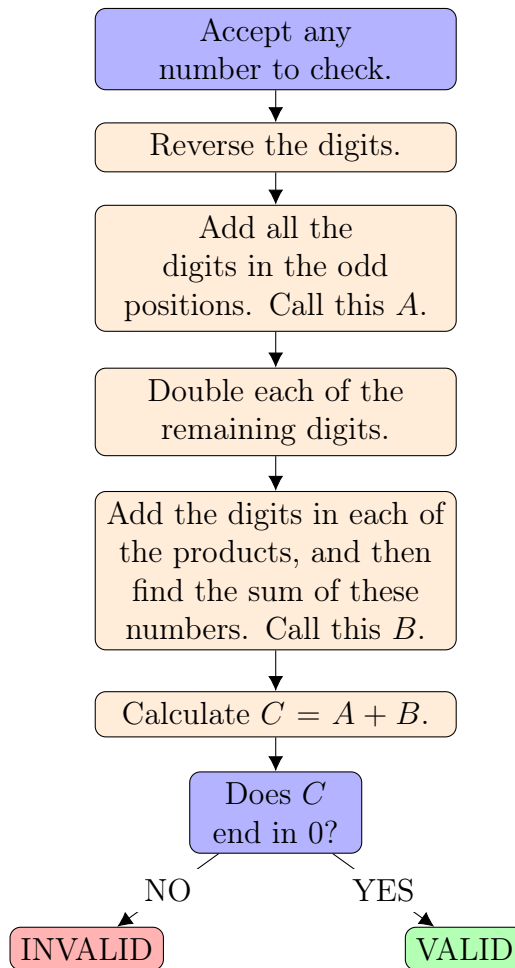 Accept any
number to check.
Reverse the digits.
Add all the
digits in the odd
positions. Call this A.
Double each of the
remaining digits.
Add the digits in each of
the products, and then
find the sum of these
numbers. Call this B.
Calculate C = A + B.
Does C
end in 0?
NO
YES
INVALID
VALID